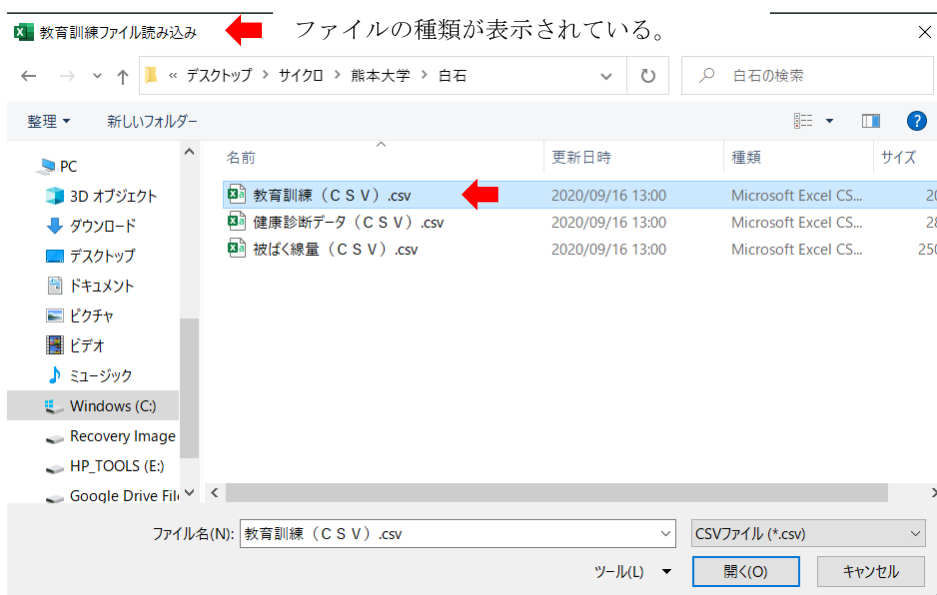 教育訓練ファイル読み込み
ファイルの種類が表示されている。
« デスクトップ › サイクロ › 熊本大学 › 白石
白石の検索
整理 新しいフォルダー
名前 更新日時 種類 サイズ
PC
3D オブジェクト
ダウンロード
デスクトップ
ドキュメント
ピクチャ
ビデオ
ミュージック
Windows (C:)
Recovery Image
HP_TOOLS (E:)
Google Drive File
教育訓練（ＣＳＶ）.csv 2020/09/16 13:00 Microsoft Excel CS... 20
健康診断データ（ＣＳＶ）.csv 2020/09/16 13:00 Microsoft Excel CS... 28
被ばく線量（ＣＳＶ）.csv 2020/09/16 13:00 Microsoft Excel CS... 250
ファイル名(N): 教育訓練（ＣＳＶ）.csv CSVファイル (*.csv)
ツール(L) 開く(O) キャンセル